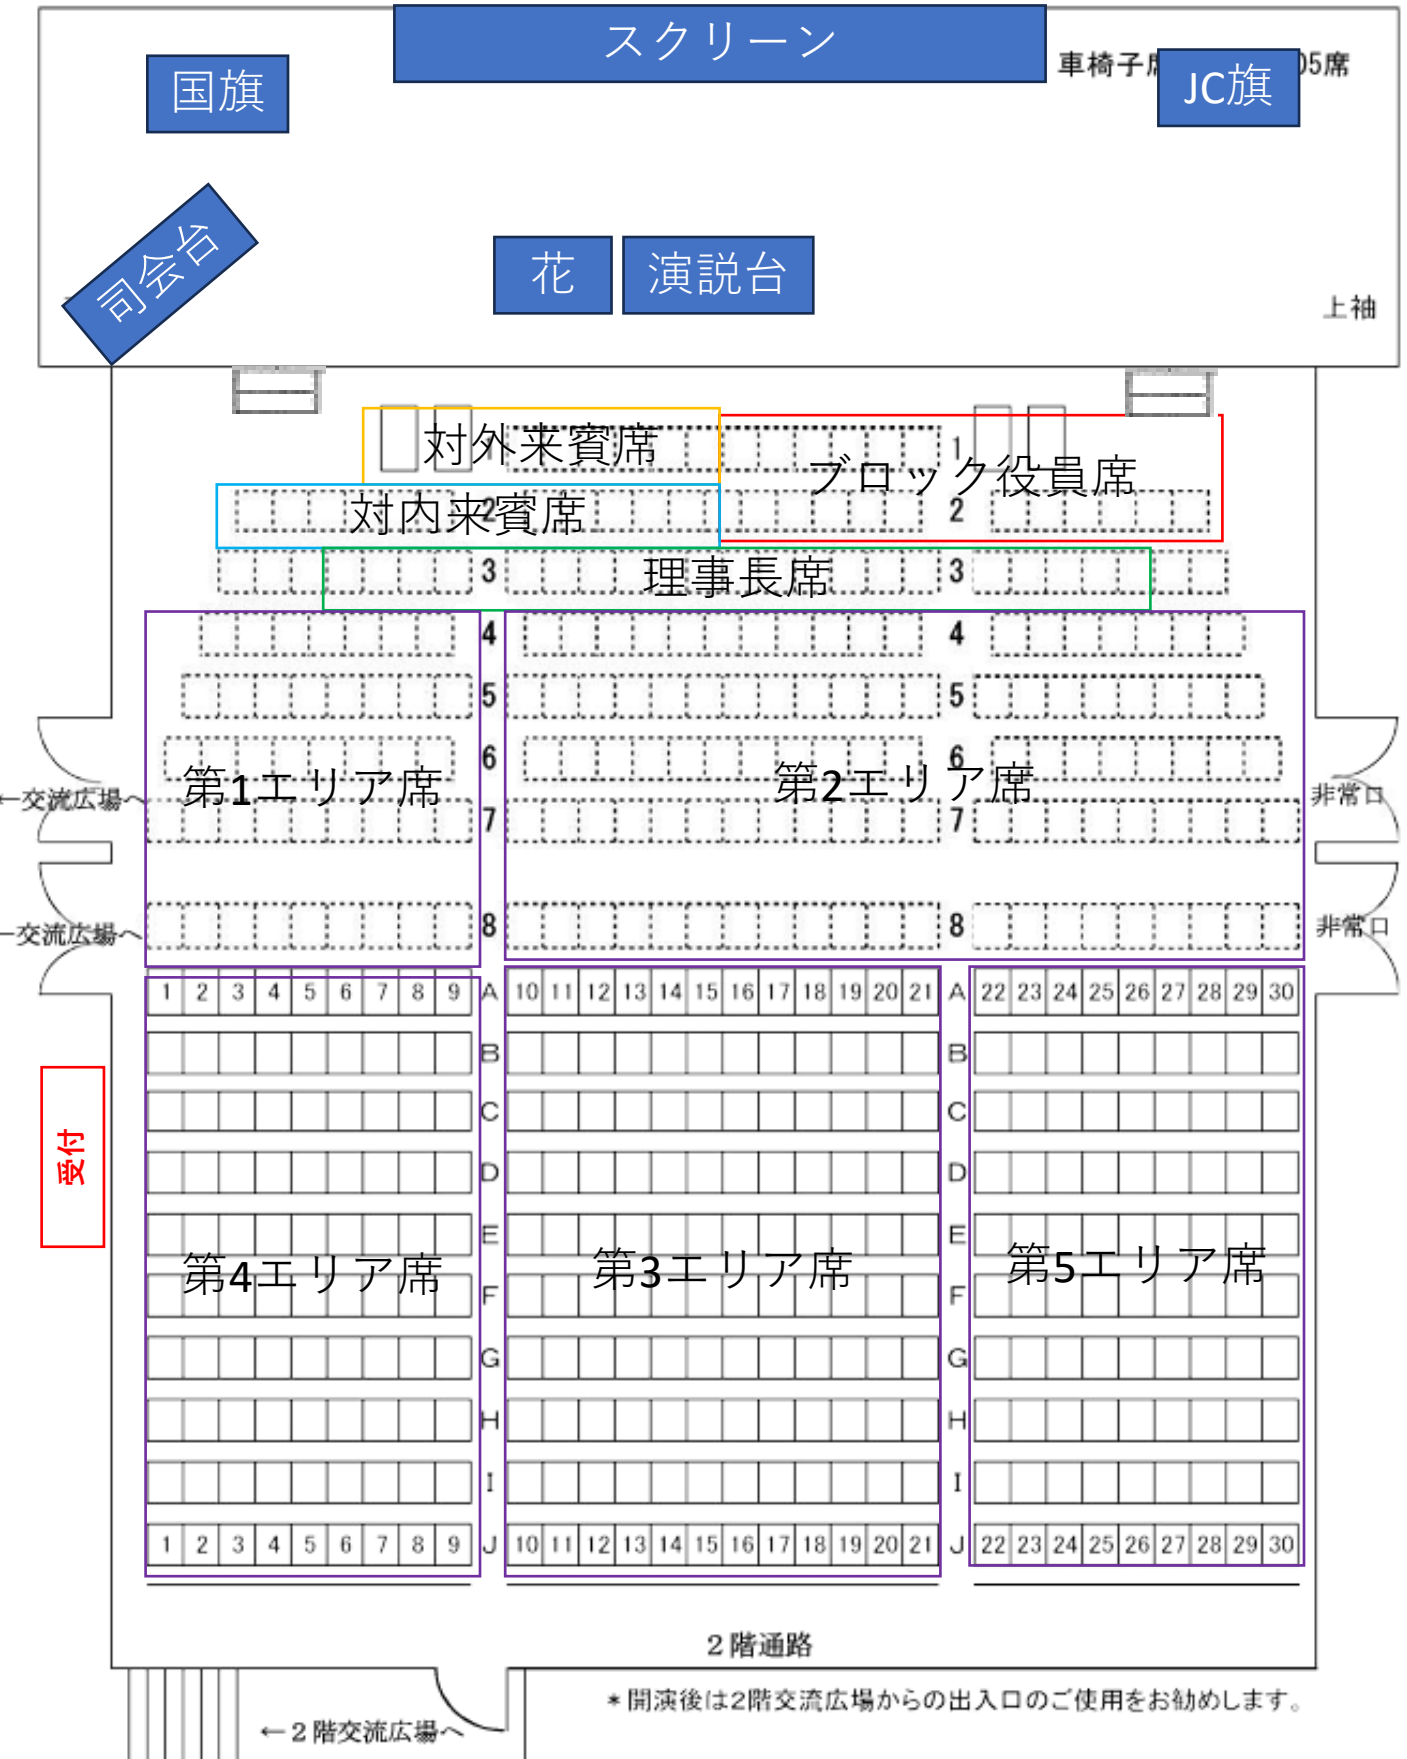 スクリーン
国旗
車椅子席
05席
JC旗
司会台
花
演説台
上袖
対外来賓席
1
1
ブロック役員席
対内来賓席
2
2
3
理事長席
3
4
4
5
5
6
6
第1エリア席
第2エリア席
←交流広場へ
非常口
7
7
8
8
←交流広場へ
非常口
1 2 3 4 5 6 7 8 9 A 10 11 12 13 14 15 16 17 18 19 20 21 A 22 23 24 25 26 27 28 29 30
B B
C C
受付
D D
E E
第4エリア席
第3エリア席
第5エリア席
F F
G G
H H
I I
1 2 3 4 5 6 7 8 9 J 10 11 12 13 14 15 16 17 18 19 20 21 J 22 23 24 25 26 27 28 29 30
2階通路
*開演後は2階交流広場からの出入口のご使用をお勧めします。
←2階交流広場へ